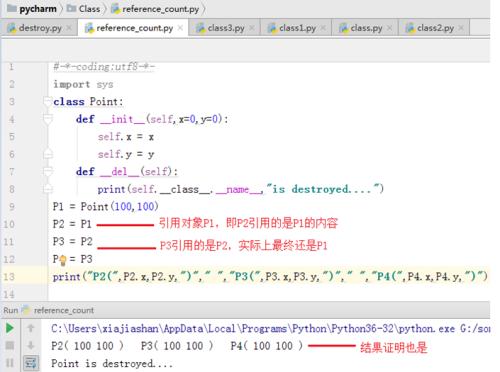 pycharm Class reference_count.py
destroy.py reference_count.py class3.py class1.py class.py class2.py
1 #-*-coding:utf8-*-
2 import sys
3 class Point:
4 def __init__(self,x=0,y=0):
5 self.x = x
6 self.y = y
7 def __del__(self):
8 print(self.__class__.__name__,"is destroyed....")
9 P1 = Point(100,100)
10 P2 = P1 引用对象P1，即P2引用的是P1的内容
11 P3 = P2 P3引用的是P2，实际上最终还是P1
12 P = P3
13 print("P2(",P2.x,P2.y,")"," ","P3(",P3.x,P3.y,")"," ","P4(",P4.x,P4.y,")")
14
Run reference_count
C:\Users\xiajiashan\AppData\Local\Programs\Python\Python36-32\python.exe G:/so
P2( 100 100 ) P3( 100 100 ) P4( 100 100 ) 结果证明也是
Point is destroyed....